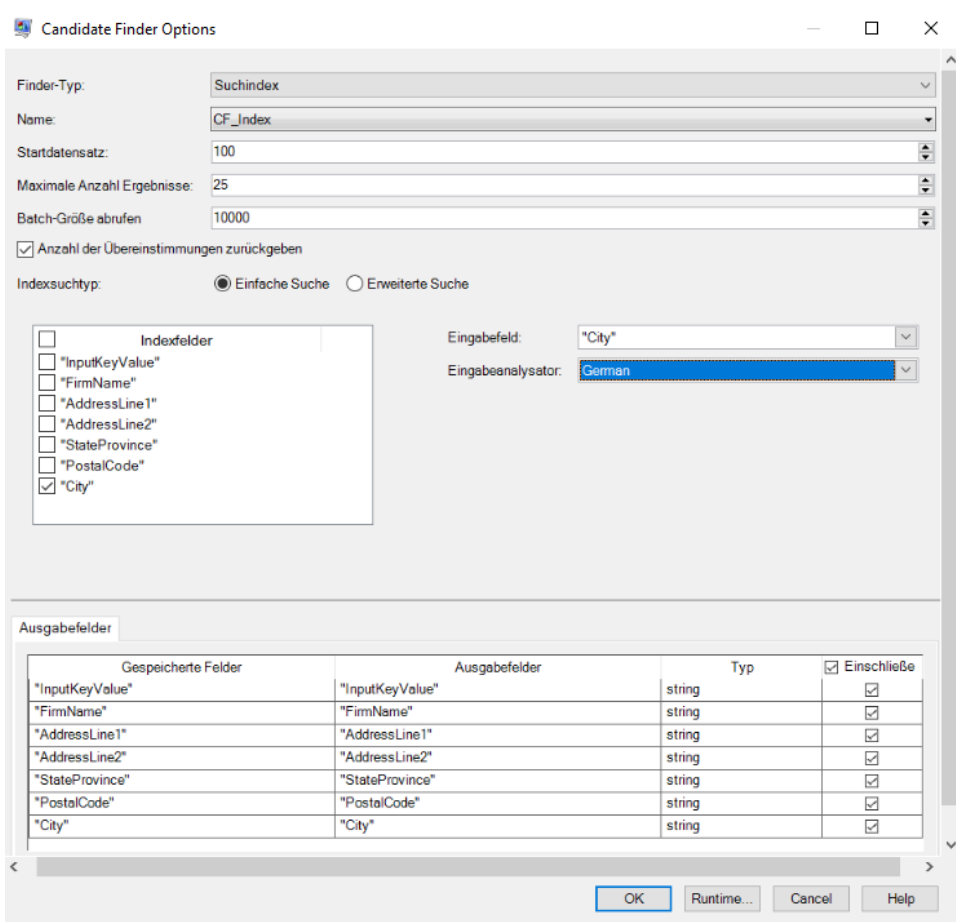 Candidate Finder Options
Finder-Typ: Suchindex
Name: CF_Index
Startdatensatz: 100
Maximale Anzahl Ergebnisse: 25
Batch-Größe abrufen 10000
Anzahl der Übereinstimmungen zurückgeben
Indexsuchtyp: Einfache Suche Erweiterte Suche
Indexfelder
"InputKeyValue"
"FirmName"
"AddressLine1"
"AddressLine2"
"StateProvince"
"PostalCode"
"City"
Eingabefeld: "City"
Eingabeanalysator: German
Ausgabefelder
Gespeicherte Felder Ausgabefelder Typ Einschließe
"InputKeyValue" "InputKeyValue" string
"FirmName" "FirmName" string
"AddressLine1" "AddressLine1" string
"AddressLine2" "AddressLine2" string
"StateProvince" "StateProvince" string
"PostalCode" "PostalCode" string
"City" "City" string
OK Runtime... Cancel Help